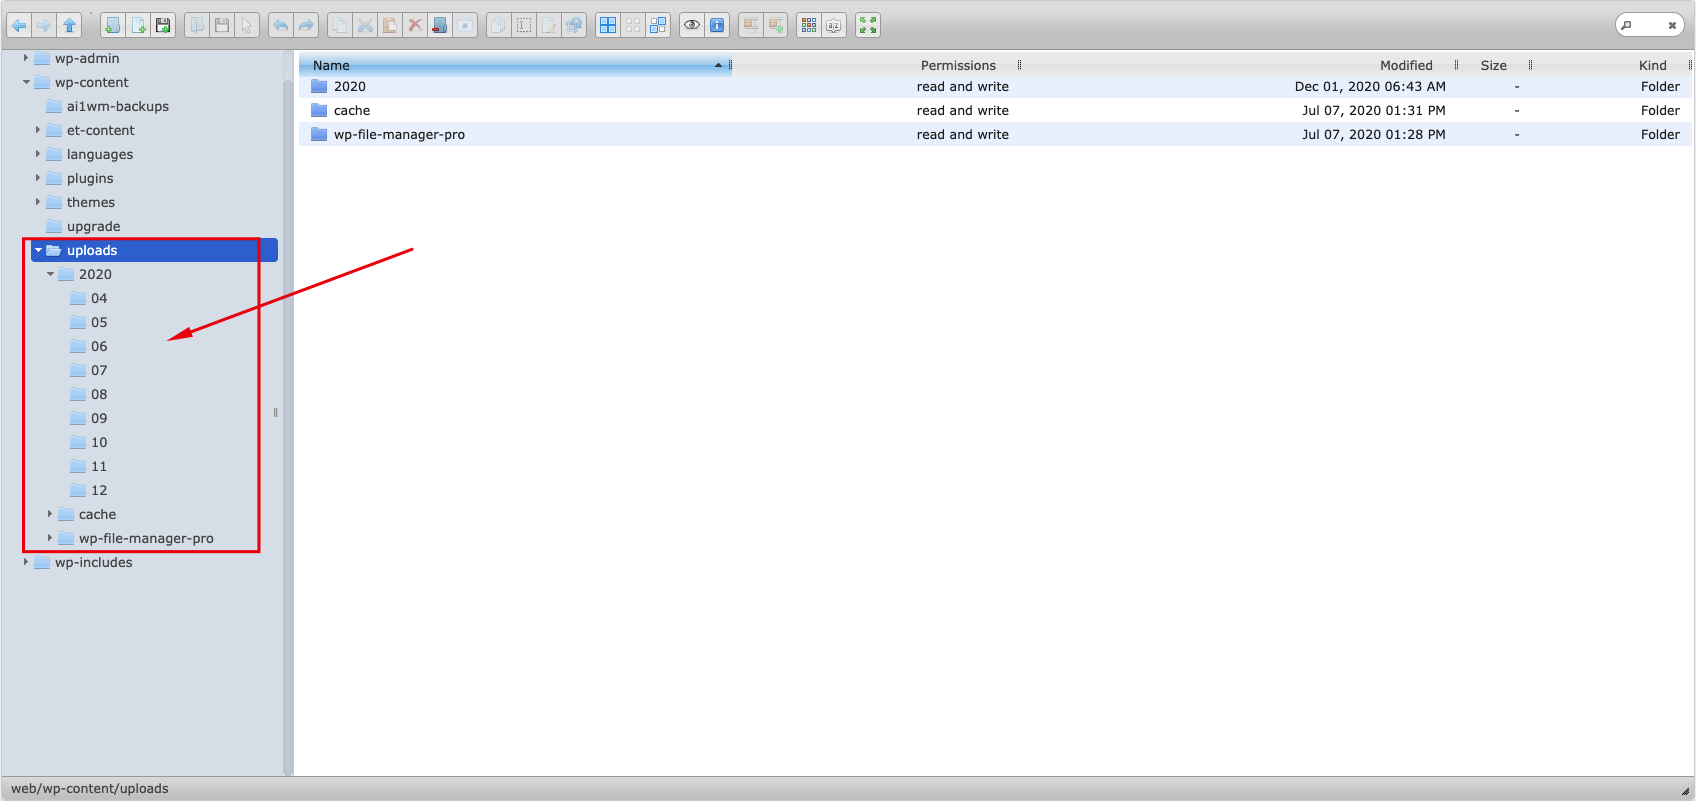 wp-admin
wp-content
ai1wm-backups
et-content
languages
plugins
themes
upgrade
uploads
2020
04
05
06
07
08
09
10
11
12
cache
wp-file-manager-pro
wp-includes
Name Permissions Modified Size Kind
2020 read and write Dec 01, 2020 06:43 AM - Folder
cache read and write Jul 07, 2020 01:31 PM - Folder
wp-file-manager-pro read and write Jul 07, 2020 01:28 PM - Folder
web/wp-content/uploads